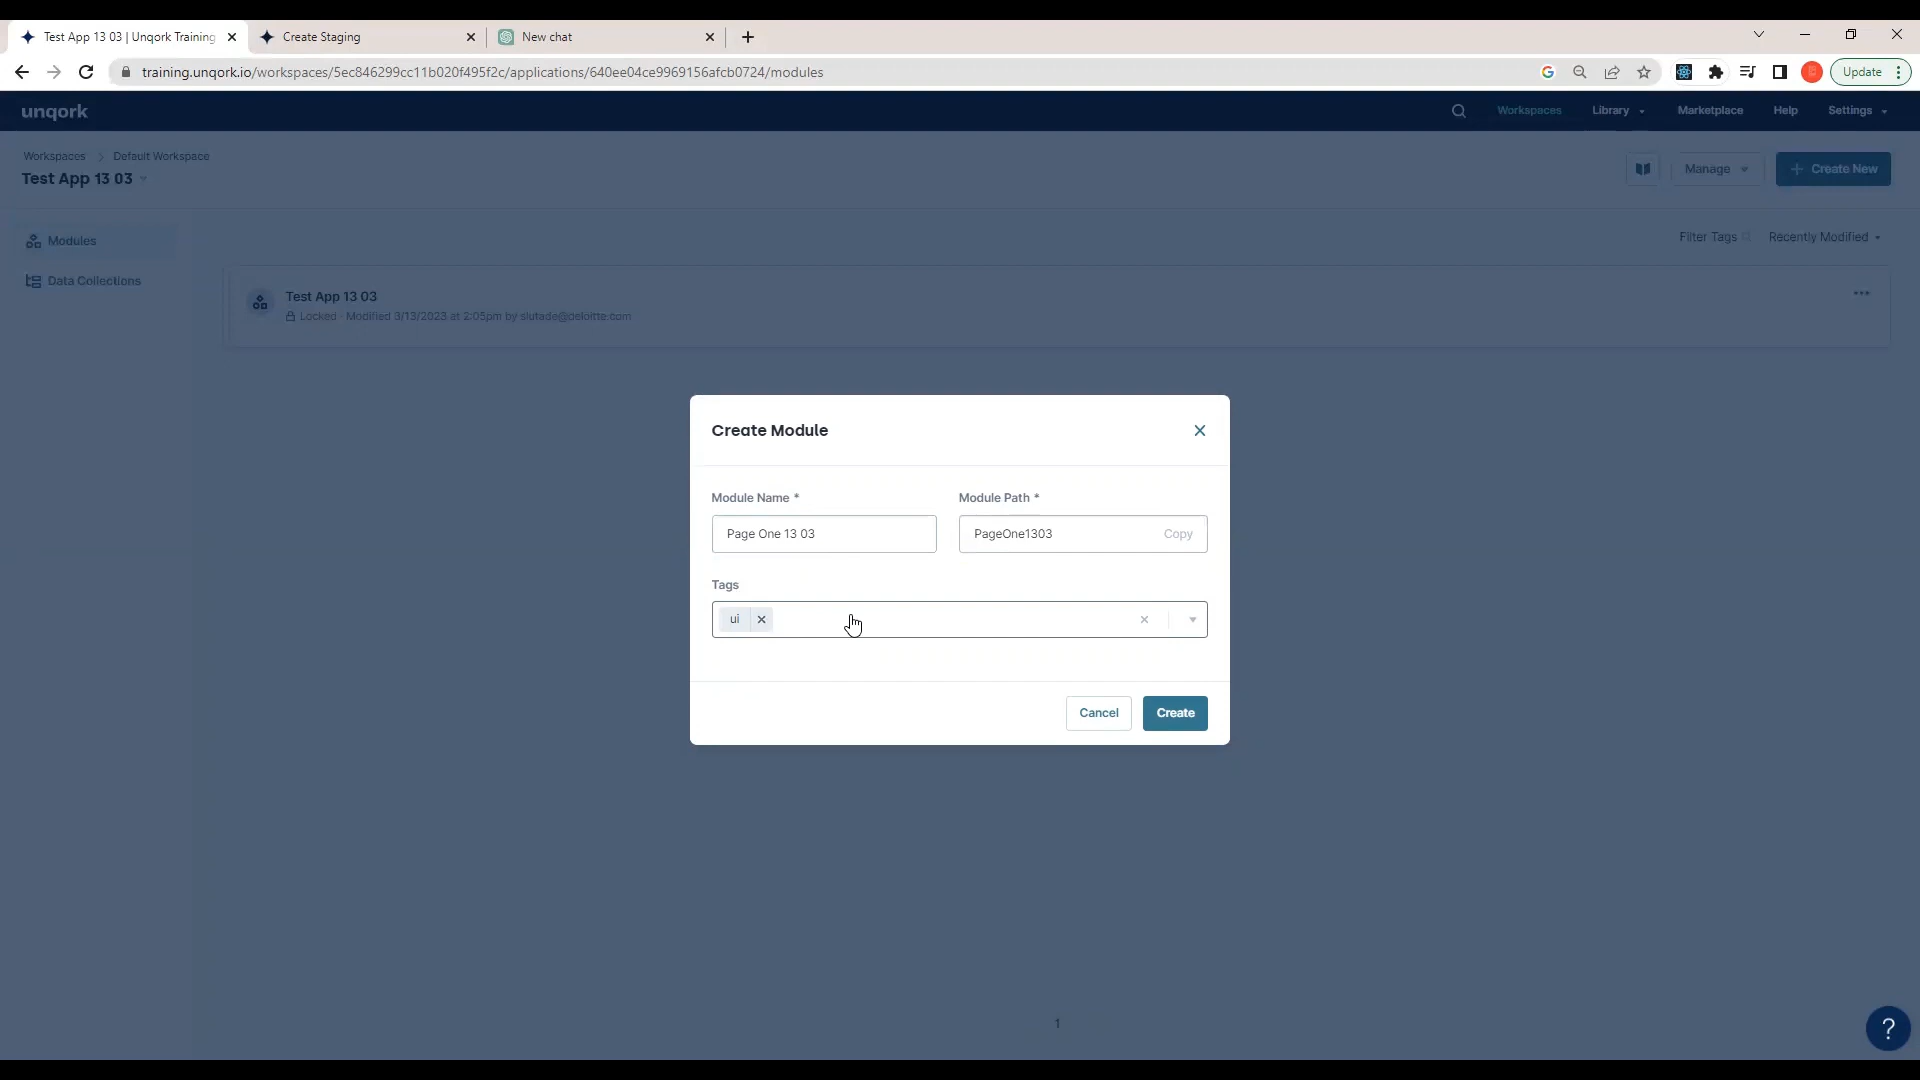 Test App 13 03 | Unqork Training
Create Staging
New chat
training.unqork.io/workspaces/5ec846299cc11b020f495f2c/applications/640ee04ce9969156afcb0724/modules
Update
unqork
Workspaces
Library
Marketplace
Help
Settings
Workspaces > Default Workspace
Test App 13 03
Manage
+ Create New
Modules
Data Collections
Filter Tags
Recently Modified
Test App 13 03
Locked - Modified 3/13/2023 at 2:05pm by slutade@deloitte.com
Create Module
Module Name *
Module Path *
Page One 13 03
PageOne1303
Copy
Tags
ui
Cancel
Create
1
?